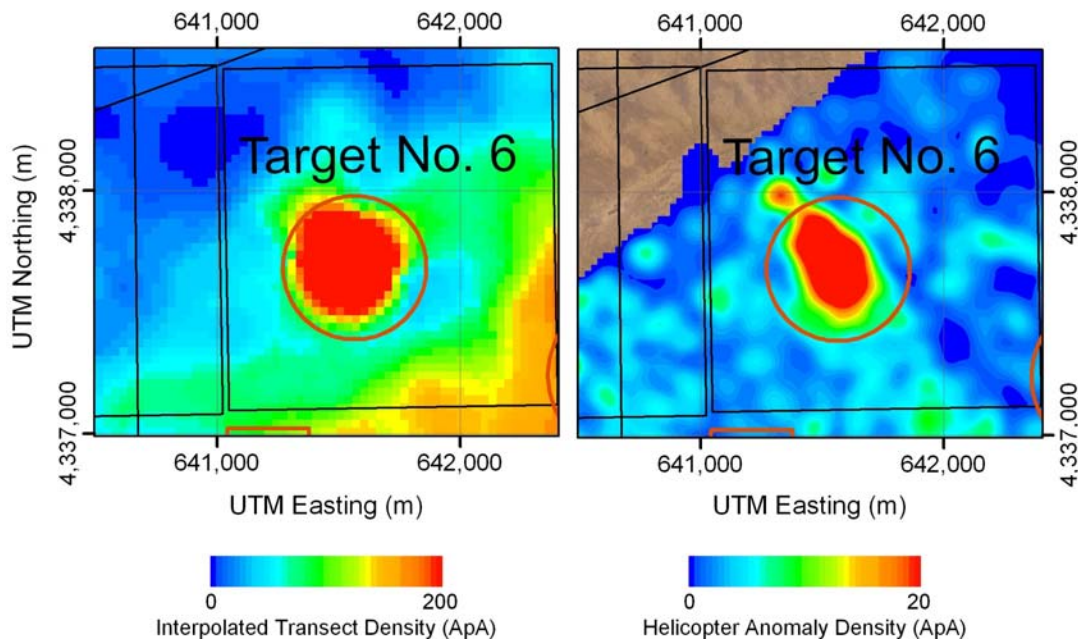 641,000 642,000 641,000 642,000
Target No. 6 Target No. 6
UTM Northing (m)
4,338,000
4,337,000
4,338,000
4,337,000
641,000 642,000 641,000 642,000
UTM Easting (m) UTM Easting (m)
0 200 0 20
Interpolated Transect Density (ApA) Helicopter Anomaly Density (ApA)